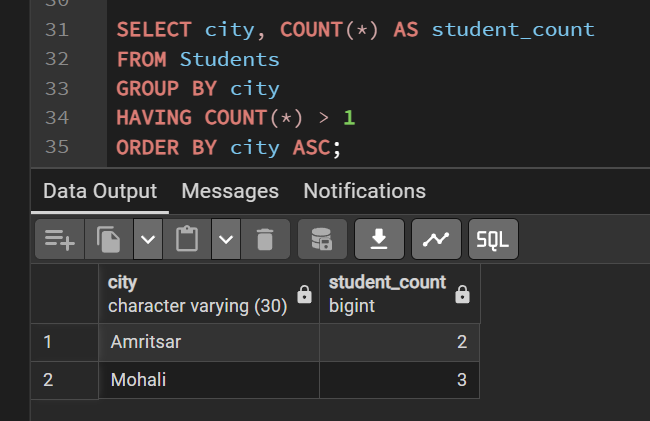 30
31 SELECT city, COUNT(*) AS student_count
32 FROM Students
33 GROUP BY city
34 HAVING COUNT(*) > 1
35 ORDER BY city ASC;
Data Output Messages Notifications
SQL
city student_count
character varying (30) bigint
1 Amritsar 2
2 Mohali 3